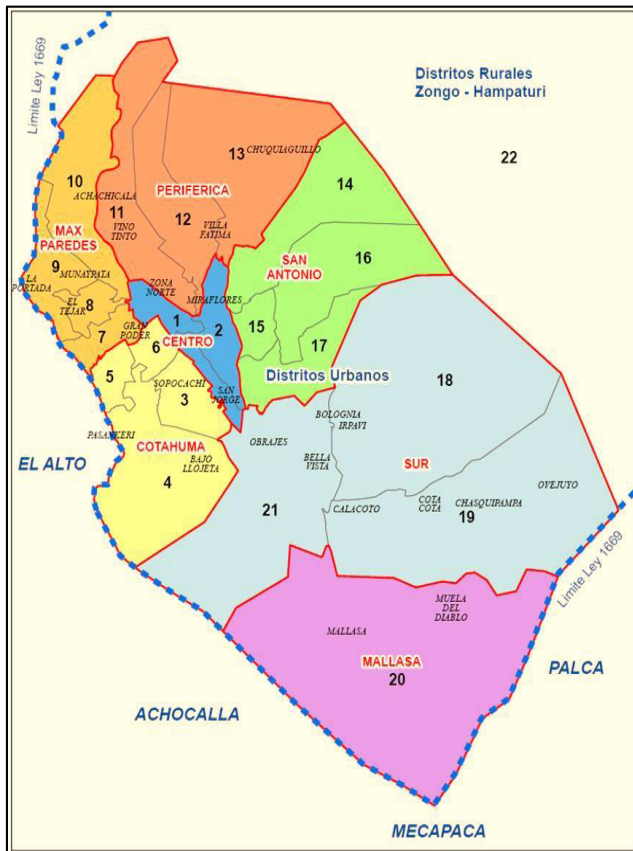 Limite Ley 1669
Distritos Rurales
Zongo - Hampaturi
22
13
CHUQUIAGUILLO
10
ACHACHICALA
11
VINO
TINTO
PERIFERICA
12
VILLA
FATIMA
14
MAX
PAREDES
9
MUNAYPATA
LA
PORTADA
EL
TEJAR
8
7
SAN
ANTONIO
16
15
17
ZONA
NORTE
MIRAFLORES
1
2
CENTRO
GRAN
PODER
6
5
SOPOCACHI
3
SAN
JORGE
Distritos Urbanos
18
BOLOGNIA
IRPAVI
PASANKERI
COTAHUMA
BAJO
LLOJETA
4
EL ALTO
OBRAJES
BELLA
VISTA
SUR
21
CALACOTO
COTA
COTA
CHASQUIPAMPA
19
OVEJUYO
Limite Ley 1669
MUELA
DEL
DIABLO
MALLASA
MALLASA
20
PALCA
ACHOCALLA
MECAPACA